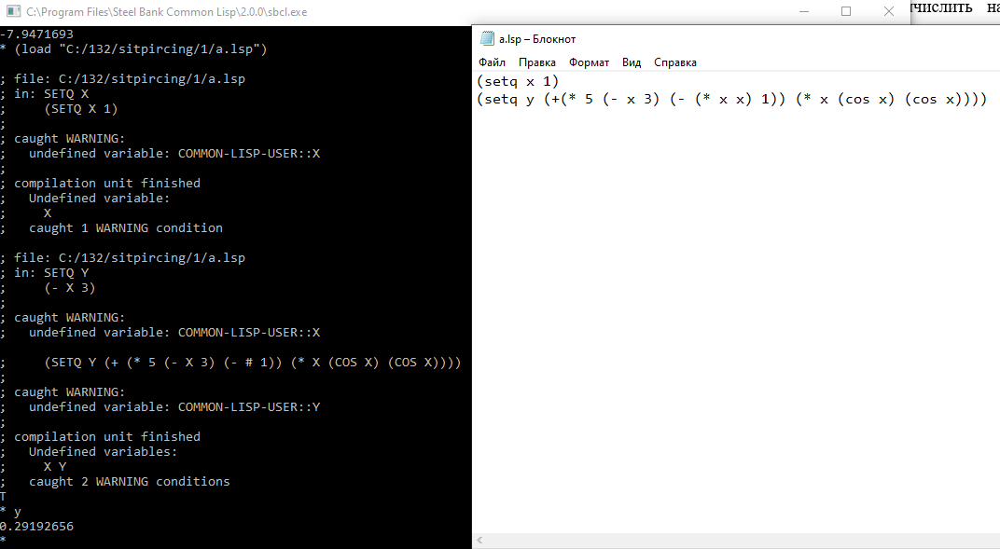 C:\Program Files\Steel Bank Common Lisp\2.0.0\sbcl.exe
-7.9471693
* (load "C:/132/sitpircing/1/a.lsp")
; file: C:/132/sitpircing/1/a.lsp
; in: SETQ X
;     (SETQ X 1)
;
; caught WARNING:
;   undefined variable: COMMON-LISP-USER::X
;
; compilation unit finished
;   Undefined variable:
;     X
;   caught 1 WARNING condition
; file: C:/132/sitpircing/1/a.lsp
; in: SETQ Y
;     (- X 3)
;
; caught WARNING:
;   undefined variable: COMMON-LISP-USER::X
;     (SETQ Y (+ (* 5 (- X 3) (- # 1)) (* X (COS X) (COS X))))
;
; caught WARNING:
;   undefined variable: COMMON-LISP-USER::Y
;
; compilation unit finished
;   Undefined variables:
;     X Y
;   caught 2 WARNING conditions
T
* y
0.29192656
*
a.lsp – Блокнот
Файл Правка Формат Вид Справка
(setq x 1)
(setq y (+(* 5 (- x 3) (- (* x x) 1)) (* x (cos x) (cos x))))